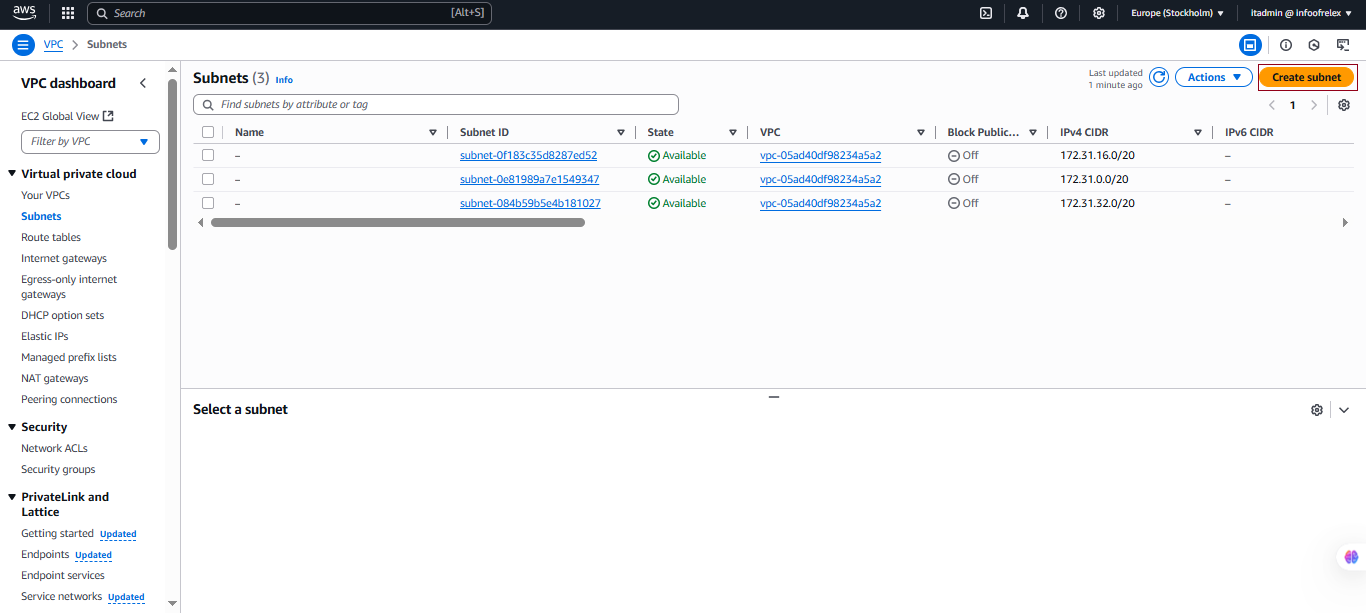 aws
Search [Alt+S]
Europe (Stockholm)
itadmin @ infoofrelex
VPC
Subnets
VPC dashboard
EC2 Global View
Filter by VPC
Virtual private cloud
Your VPCs
Subnets
Route tables
Internet gateways
Egress-only internet
gateways
DHCP option sets
Elastic IPs
Managed prefix lists
NAT gateways
Peering connections
Security
Network ACLs
Security groups
PrivateLink and
Lattice
Getting started Updated
Endpoints Updated
Endpoint services
Service networks Updated
Subnets (3) Info
Last updated
1 minute ago
Actions
Create subnet
Find subnets by attribute or tag
1
Name Subnet ID State VPC Block Public... IPv4 CIDR IPv6 CIDR
– subnet-0f183c35d8287ed52 Available vpc-05ad40df98234a5a2 Off 172.31.16.0/20 –
– subnet-0e81989a7e1549347 Available vpc-05ad40df98234a5a2 Off 172.31.0.0/20 –
– subnet-084b59b5e4b181027 Available vpc-05ad40df98234a5a2 Off 172.31.32.0/20 –
Select a subnet